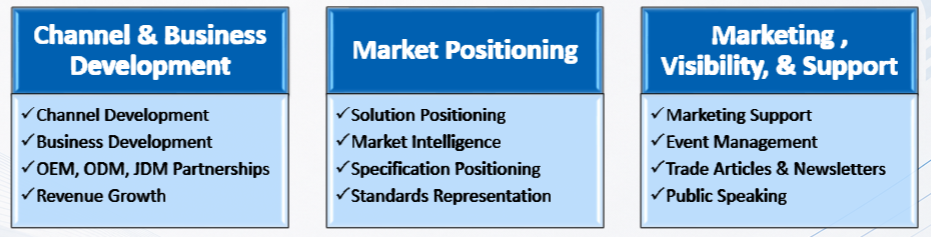 Channel & Business
Development
✓Channel Development
✓Business Development
✓OEM, ODM, JDM Partnerships
✓Revenue Growth
Market Positioning
✓Solution Positioning
✓Market Intelligence
✓Specification Positioning
✓Standards Representation
Marketing ,
Visibility, & Support
✓Marketing Support
✓Event Management
✓Trade Articles & Newsletters
✓Public Speaking